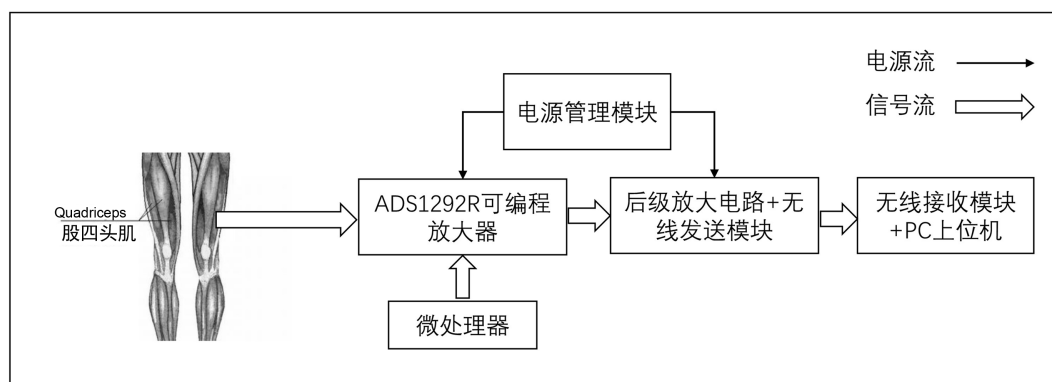 电源流
信号流
电源管理模块
Quadriceps
股四头肌
ADS1292R可编程
放大器
后级放大电路+无
线发送模块
无线接收模块
+PC上位机
微处理器